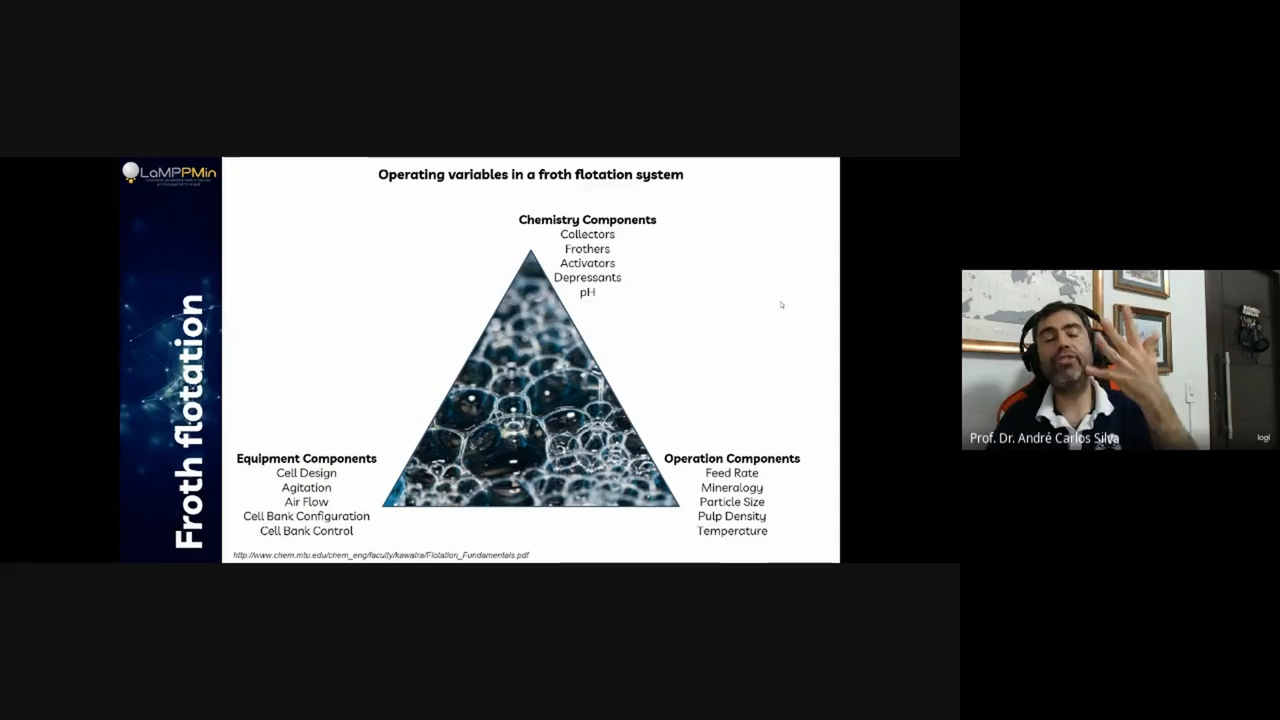 LaMPPMin
Froth flotation
Operating variables in a froth flotation system
Chemistry Components
Collectors
Frothers
Activators
Depressants
pH
Equipment Components
Cell Design
Agitation
Air Flow
Cell Bank Configuration
Cell Bank Control
Operation Components
Feed Rate
Mineralogy
Particle Size
Pulp Density
Temperature
http://www.chem.mtu.edu/chem_eng/faculty/kawatra/Flotation_Fundamentals.pdf
Prof. Dr. André Carlos Silva
logi